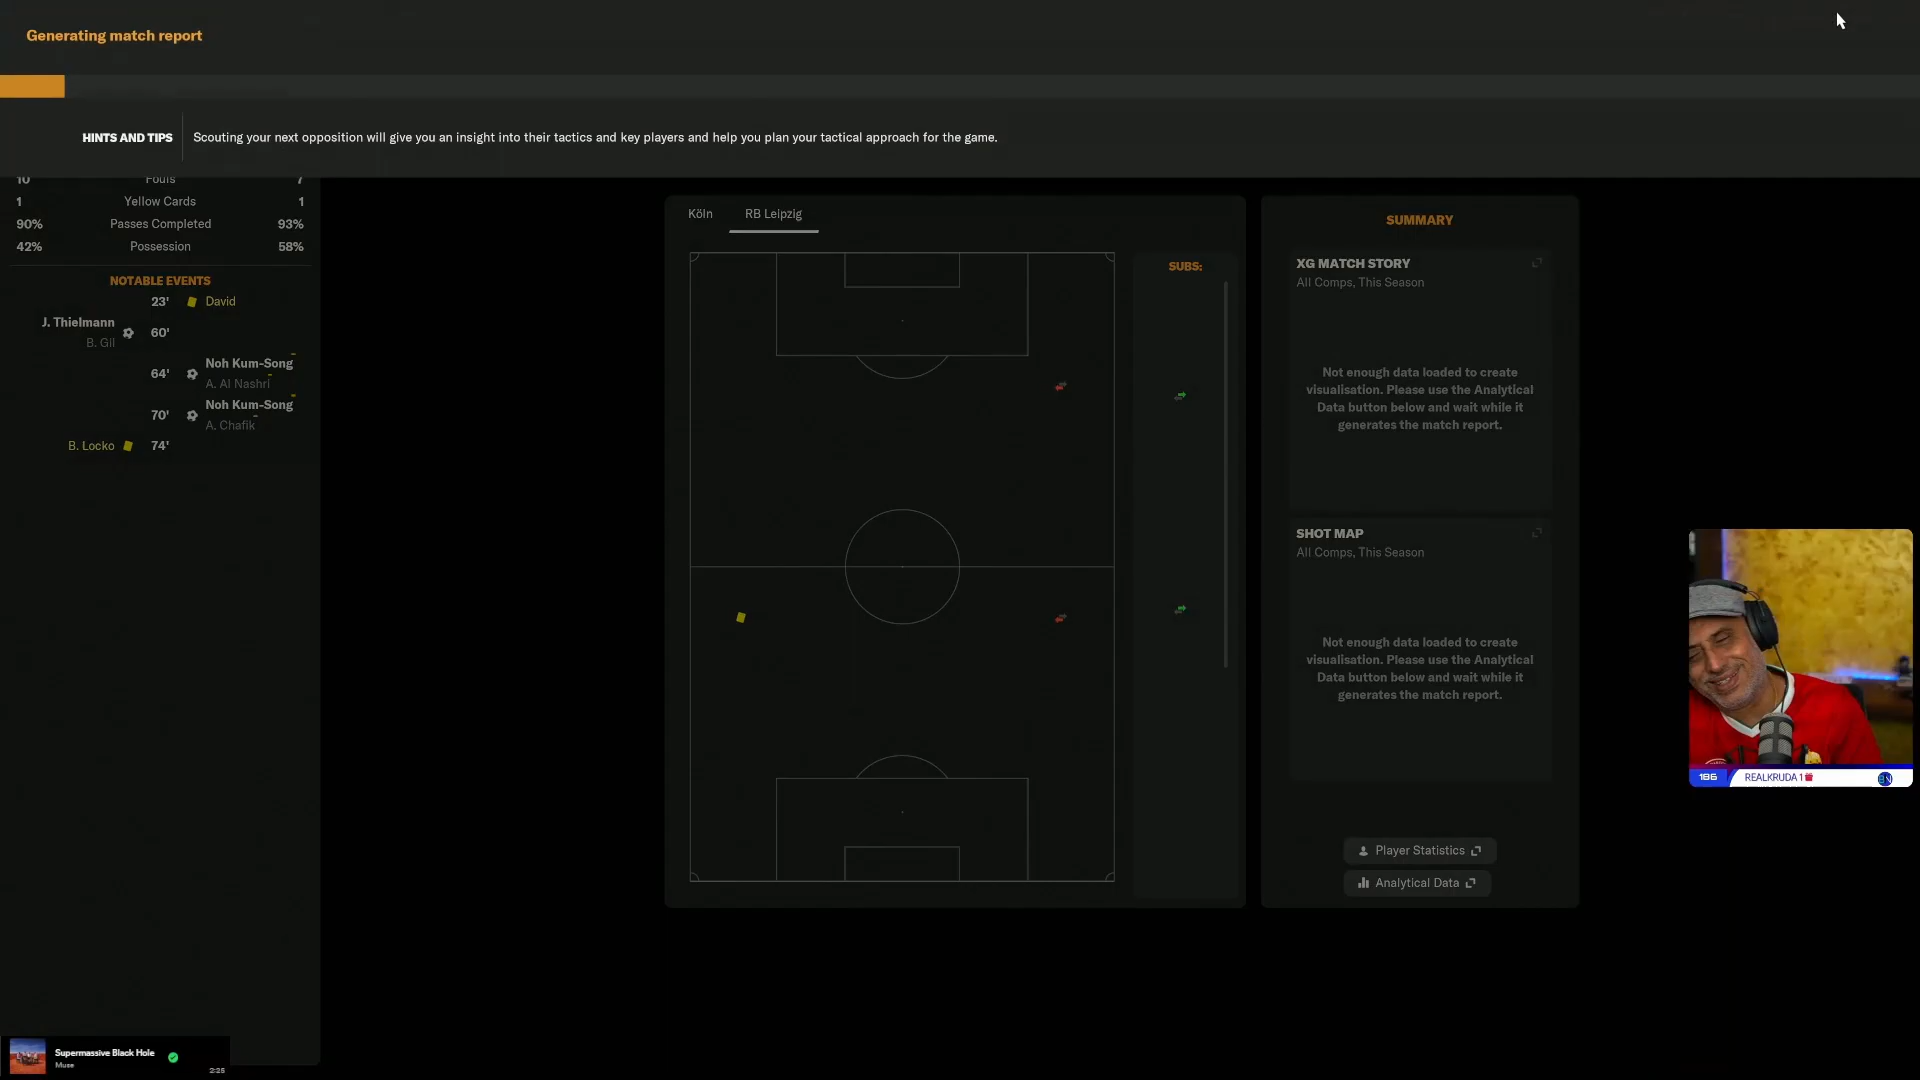 Generating match report
HINTS AND TIPS
Scouting your next opposition will give you an insight into their tactics and key players and help you plan your tactical approach for the game.
10 Fouls 7
1 Yellow Cards 1
90% Passes Completed 93%
42% Possession 58%
NOTABLE EVENTS
23' David
J. Thielmann 60'
B. Gil
64' Noh Kum-Song
A. Al Nashri
70' Noh Kum-Song
A. Chafik
B. Locko 74'
Köln RB Leipzig
SUBS:
SUMMARY
XG MATCH STORY
All Comps, This Season
Not enough data loaded to create
visualisation. Please use the Analytical
Data button below and wait while it
generates the match report.
SHOT MAP
All Comps, This Season
Not enough data loaded to create
visualisation. Please use the Analytical
Data button below and wait while it
generates the match report.
Player Statistics
Analytical Data
186 REALKRUDA 1
Supermassive Black Hole
Muse
2:25